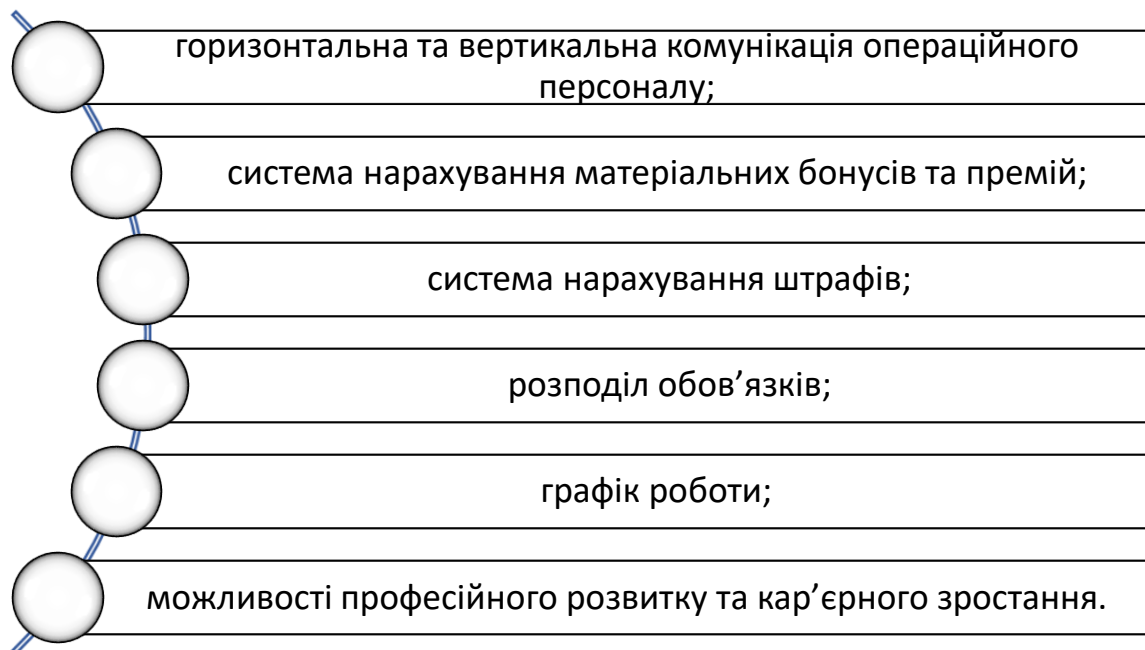 горизонтальна та вертикальна комунікація операційного
персоналу;
система нарахування матеріальних бонусів та премій;
система нарахування штрафів;
розподіл обов’язків;
графік роботи;
можливості професійного розвитку та кар’єрного зростання.